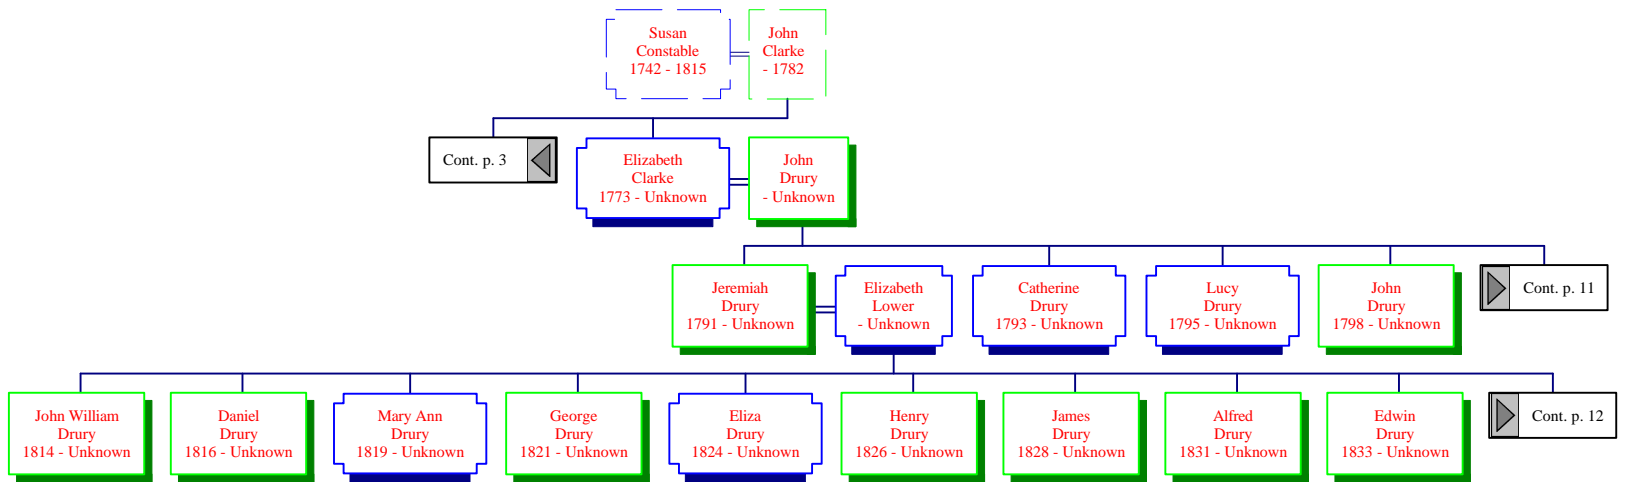 Susan
Constable
1742 - 1815
John
Clarke
- 1782
Cont. p. 3
Elizabeth
Clarke
1773 - Unknown
John
Drury
- Unknown
Jeremiah
Drury
1791 - Unknown
Elizabeth
Lower
- Unknown
Catherine
Drury
1793 - Unknown
Lucy
Drury
1795 - Unknown
John
Drury
1798 - Unknown
Cont. p. 11
John William
Drury
1814 - Unknown
Daniel
Drury
1816 - Unknown
Mary Ann
Drury
1819 - Unknown
George
Drury
1821 - Unknown
Eliza
Drury
1824 - Unknown
Henry
Drury
1826 - Unknown
James
Drury
1828 - Unknown
Alfred
Drury
1831 - Unknown
Edwin
Drury
1833 - Unknown
Cont. p. 12